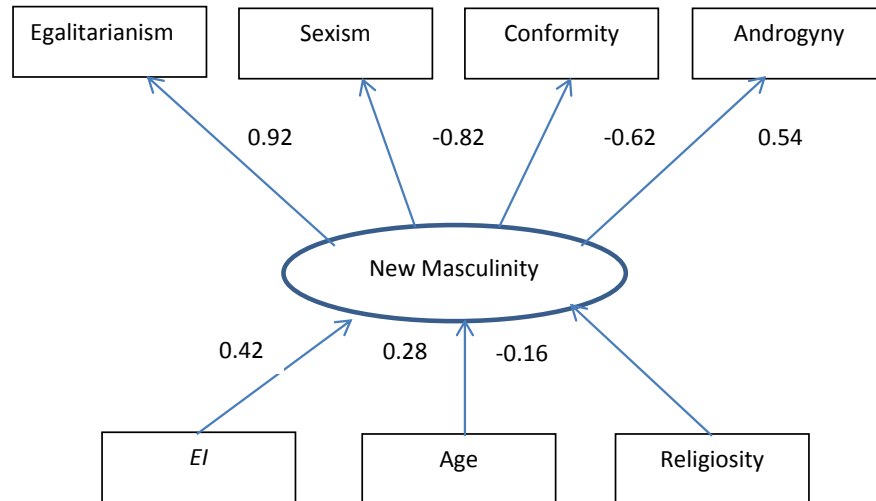 Egalitarianism
Sexism
Conformity
Androgyny
0.92
-0.82
-0.62
0.54
New Masculinity
0.42
0.28
-0.16
EI
Age
Religiosity